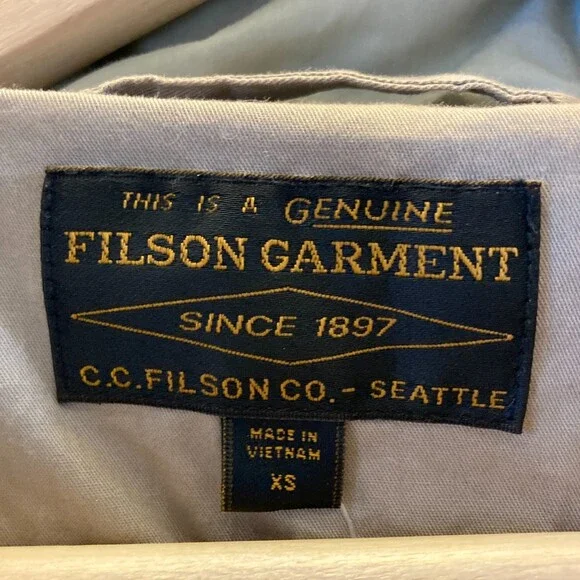 THIS IS A GENUINE
FILSON GARMENT
SINCE 1897
C.C. FILSON CO. - SEATTLE
MADE IN
VIETNAM
XS